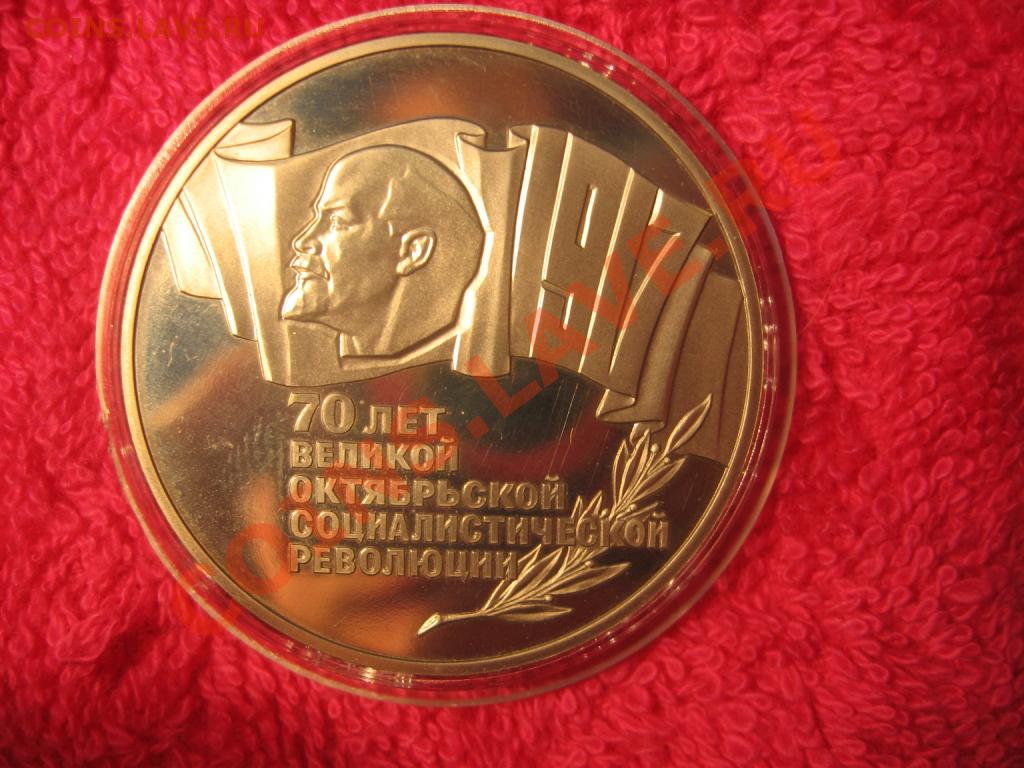 COINS.LAVE.RU
1917
70 ЛЕТ
ВЕЛИКОЙ
ОКТЯБРЬСКОЙ
СОЦИАЛИСТИЧЕСКОЙ
РЕВОЛЮЦИИ
COINS.LAVE.RU